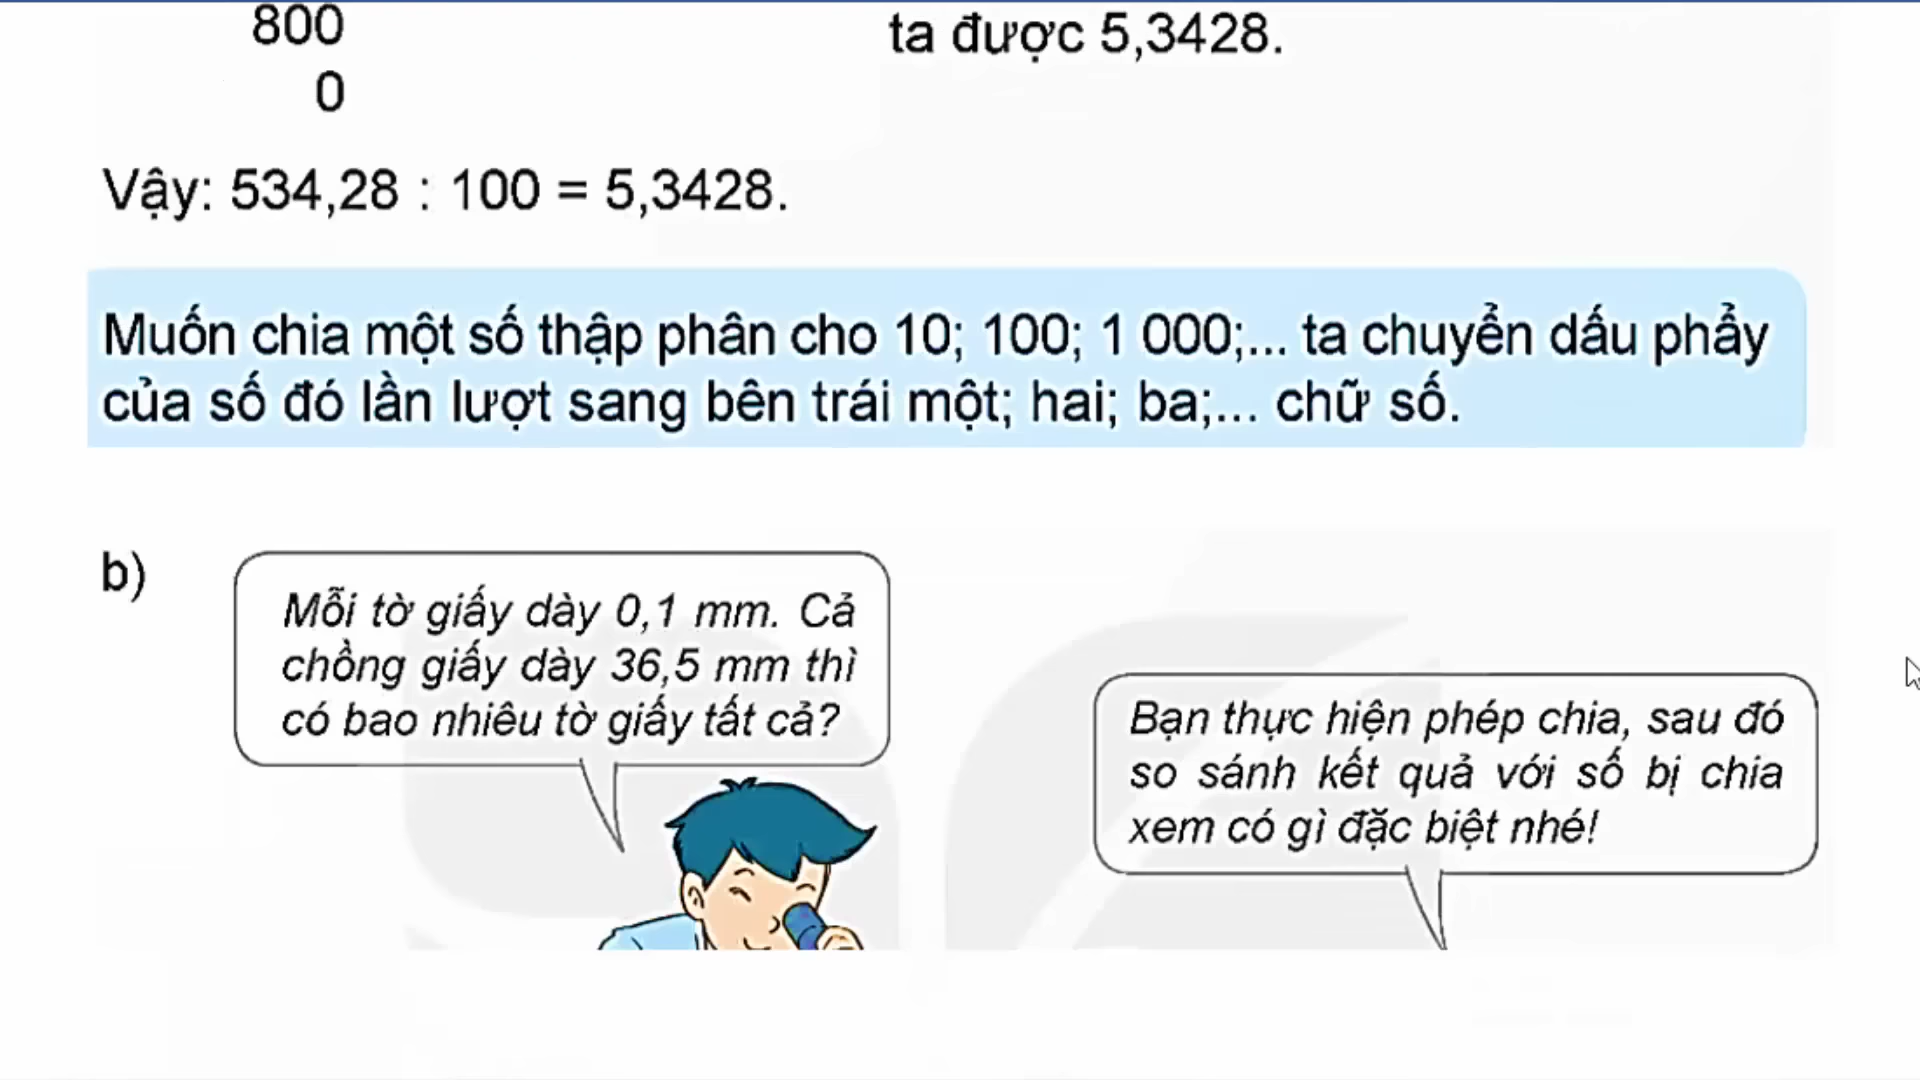 800
ta được 5,3428.
0
Vậy: 534,28 : 100 = 5,3428.
Muốn chia một số thập phân cho 10; 100; 1 000;... ta chuyển dấu phẩy
của số đó lần lượt sang bên trái một; hai; ba;... chữ số.
b)
Mỗi tờ giấy dày 0,1 mm. Cả
chồng giấy dày 36,5 mm thì
có bao nhiêu tờ giấy tất cả?
Bạn thực hiện phép chia, sau đó
so sánh kết quả với số bị chia
xem có gì đặc biệt nhé!